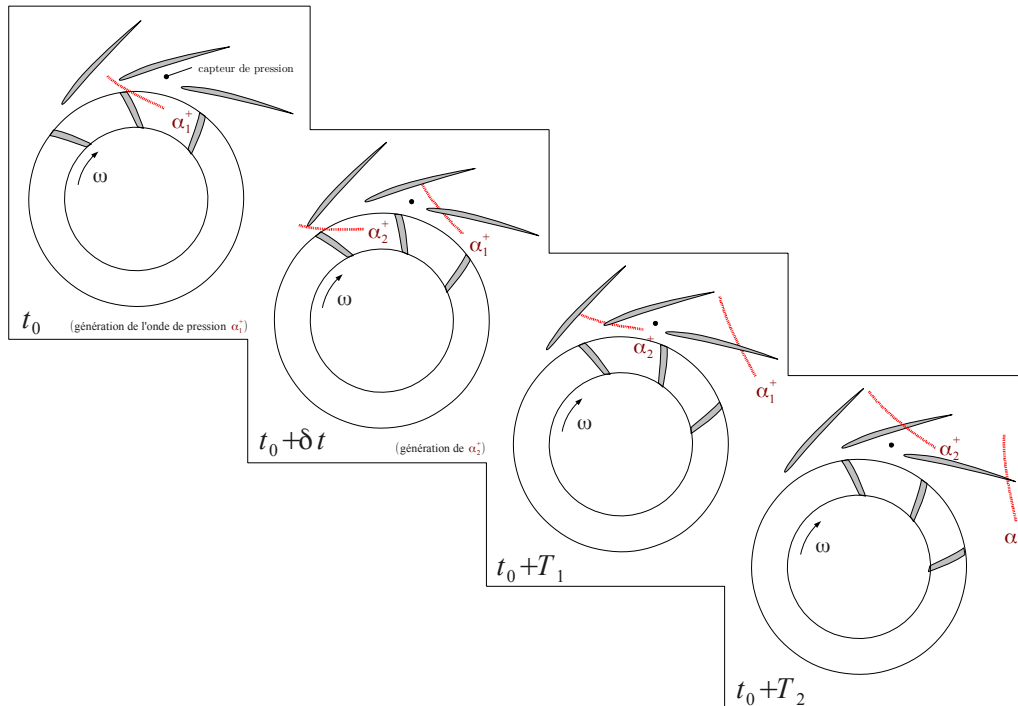 capteur de pression
α₁⁺
ω
t₀
(génération de l'onde de pression α₁⁺)
α₂⁺
α₁⁺
ω
t₀+δt
(génération de α₂⁺)
α₂⁺
α₁⁺
ω
t₀+T₁
α₂⁺
α
ω
t₀+T₂